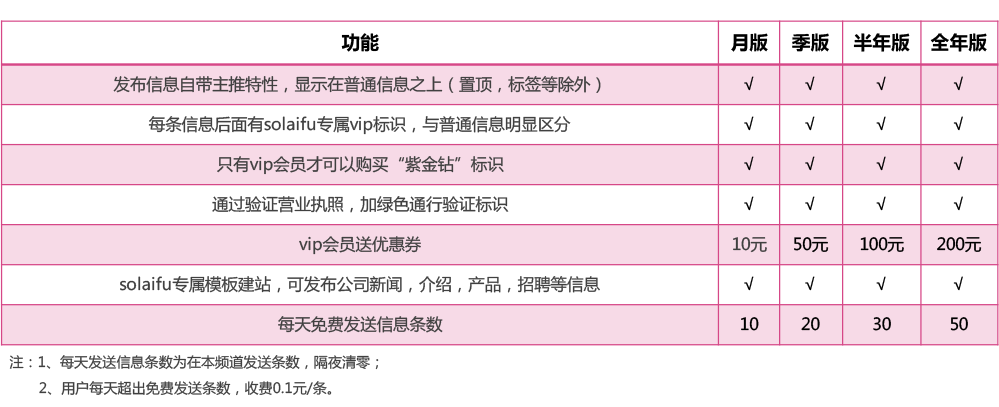 功能 月版 季版 半年版 全年版
发布信息自带主推特性，显示在普通信息之上（置顶，标签等除外） √ √ √ √
每条信息后面有solaifu专属vip标识，与普通信息明显区分 √ √ √ √
只有vip会员才可以购买“紫金钻”标识 √ √ √ √
通过验证营业执照，加绿色通行验证标识 √ √ √ √
vip会员送优惠券 10元 50元 100元 200元
solaifu专属模板建站，可发布公司新闻，介绍，产品，招聘等信息 √ √ √ √
每天免费发送信息条数 10 20 30 50
注：1、每天发送信息条数为在本频道发送条数，隔夜清零；
2、用户每天超出免费发送条数，收费0.1元/条。